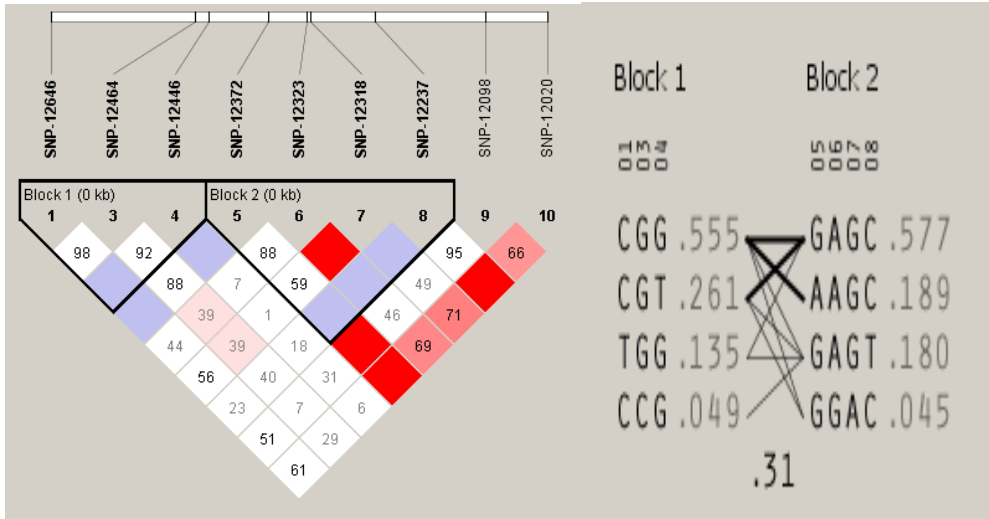 SNP-12646
SNP-12464
SNP-12446
SNP-12372
SNP-12323
SNP-12318
SNP-12237
SNP-12098
SNP-12020
Block 1 (0 kb) Block 2 (0 kb)
1 3 4 5 6 7 8 9 10
98 92 88 95 66
88 7 59 49
39 1 46 71
44 39 18 69
56 40 31
23 7 6
51 29
61
Block 1 Block 2
01 03 04 05 06 07 08
CGG .555 GAGC .577
CGT .261 AAGC .189
TGG .135 GAGT .180
CCG .049 GGAC .045
.31